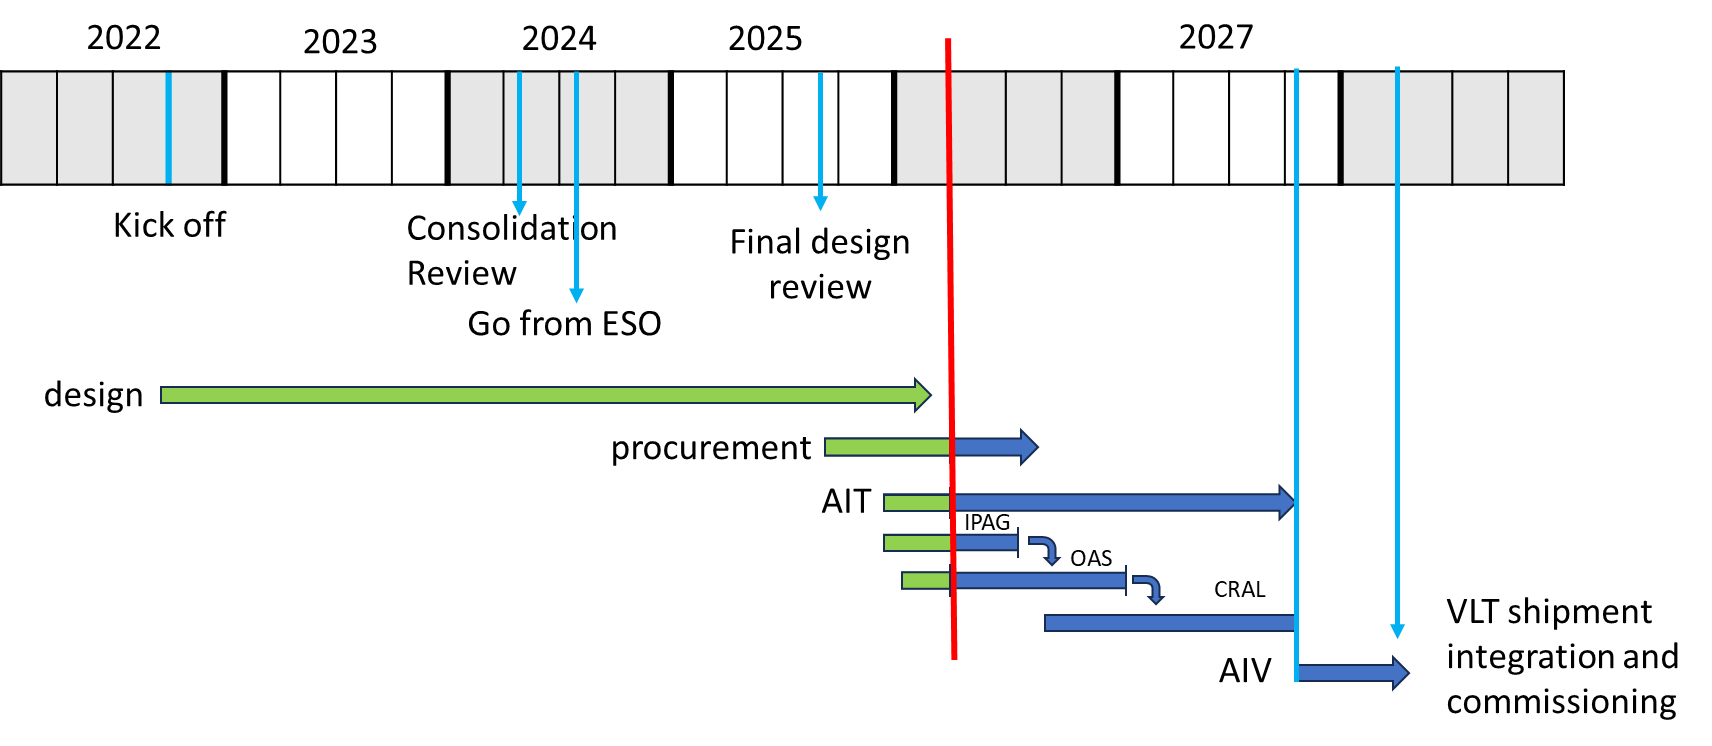 2022
2023
2024
2025
2027
Kick off
Consolidation
Review
Go from ESO
Final design
review
design
procurement
AIT
IPAG
OAS
CRAL
AIV
VLT shipment
integration and
commissioning